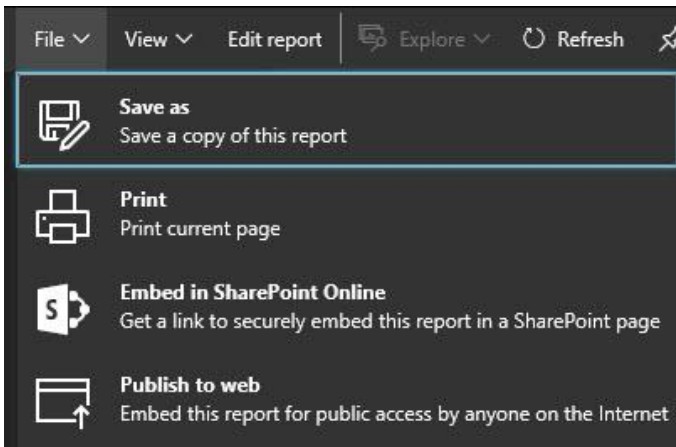 File View Edit report Explore Refresh
Save as
Save a copy of this report
Print
Print current page
Embed in SharePoint Online
Get a link to securely embed this report in a SharePoint page
Publish to web
Embed this report for public access by anyone on the Internet